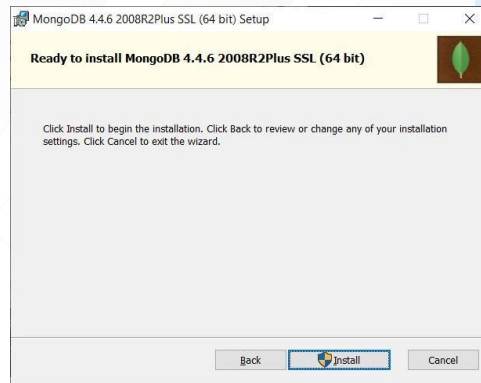 MongoDB 4.4.6 2008R2Plus SSL (64 bit) Setup
Ready to install MongoDB 4.4.6 2008R2Plus SSL (64 bit)
Click Install to begin the installation. Click Back to review or change any of your installation
settings. Click Cancel to exit the wizard.
Back Install Cancel